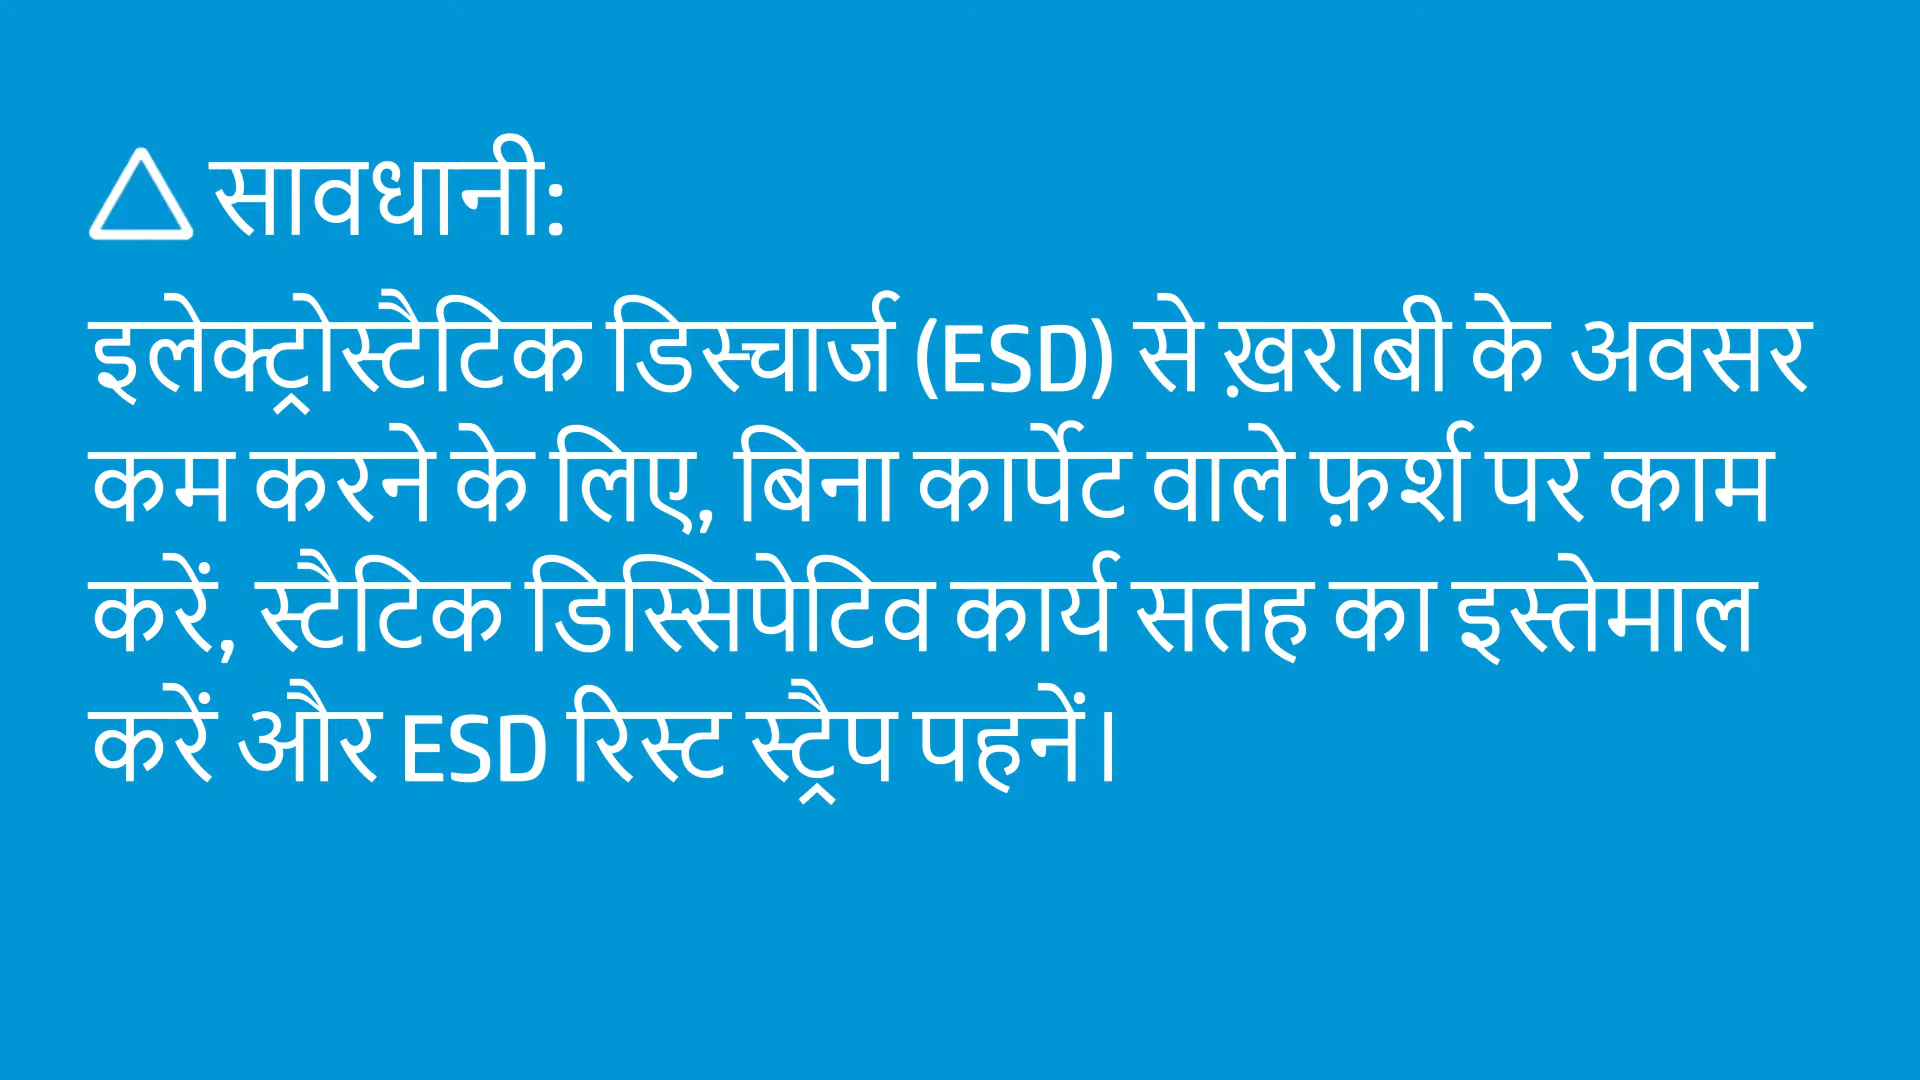 सावधानी:
इलेक्ट्रोस्टैटिक डिस्चार्ज (ESD) से ख़राबी के अवसर
कम करने के लिए, बिना कार्पेट वाले फ़र्श पर काम
करें, स्टैटिक डिस्सिपेटिव कार्य सतह का इस्तेमाल
करें और ESD रिस्ट स्ट्रैप पहनें।